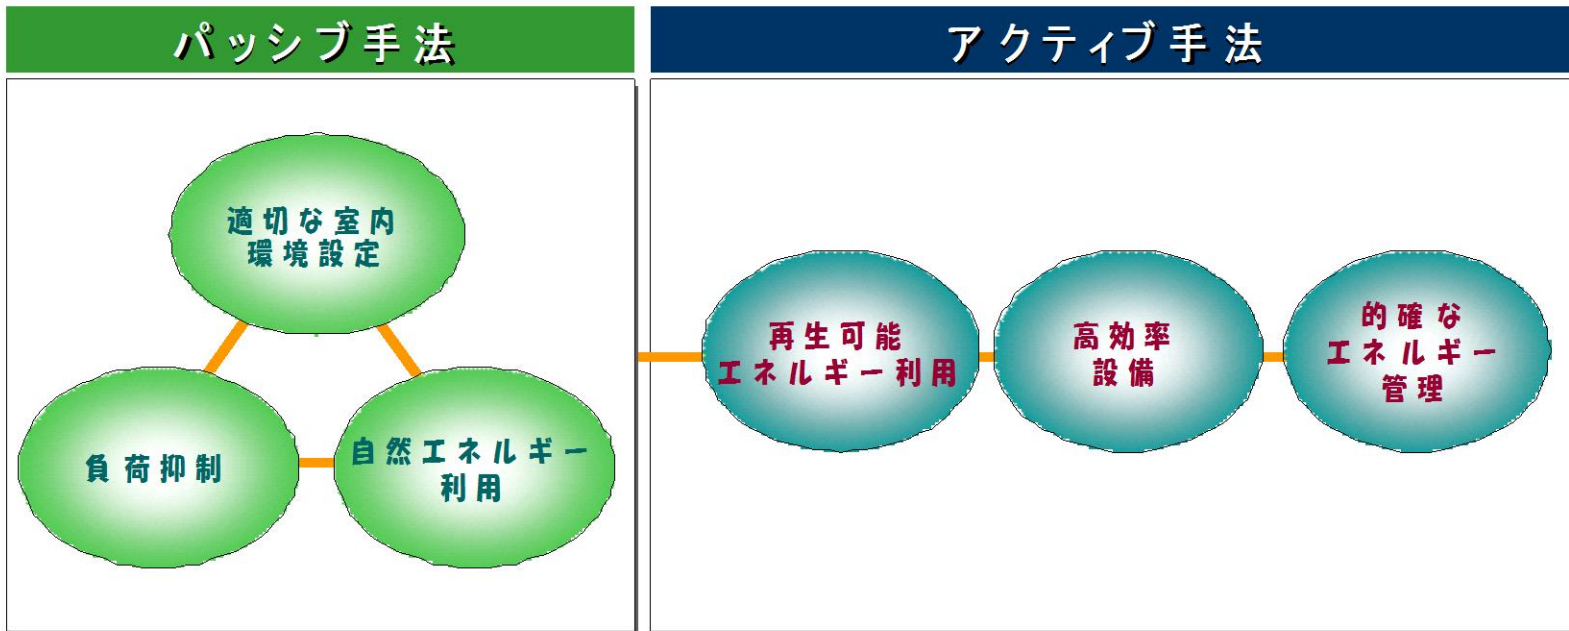 パッシブ手法
アクティブ手法
適切な室内
環境設定
負荷抑制
自然エネルギー
利用
再生可能
エネルギー利用
高効率
設備
的確な
エネルギー
管理